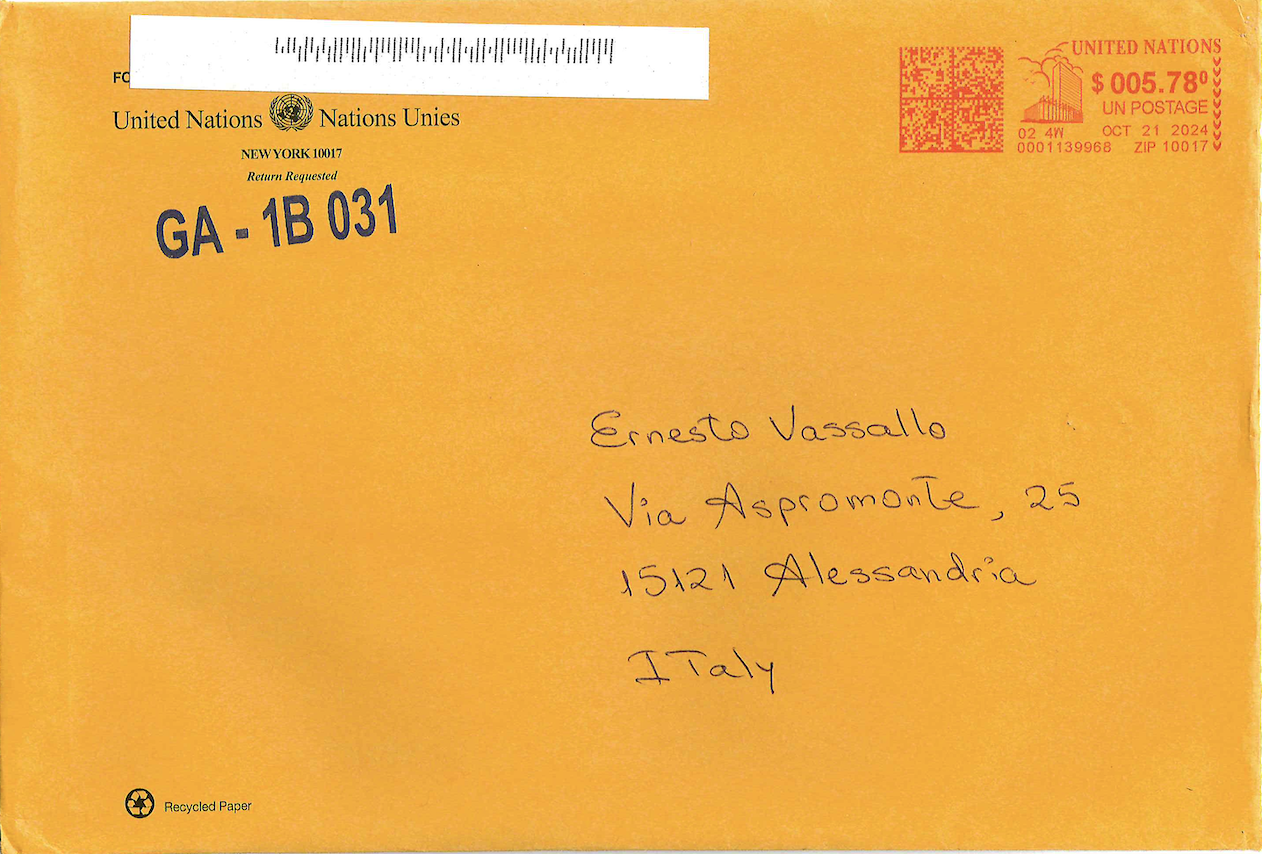 FO
United Nations Nations Unies
NEW YORK 10017
Return Requested
GA - 1B 031
UNITED NATIONS
$ 005.78⁰
UN POSTAGE
02 4W OCT 21 2024
0001139968 ZIP 10017
Ernesto Vassallo
Via Aspromonte, 25
15121 Alessandria
ITaly
Recycled Paper